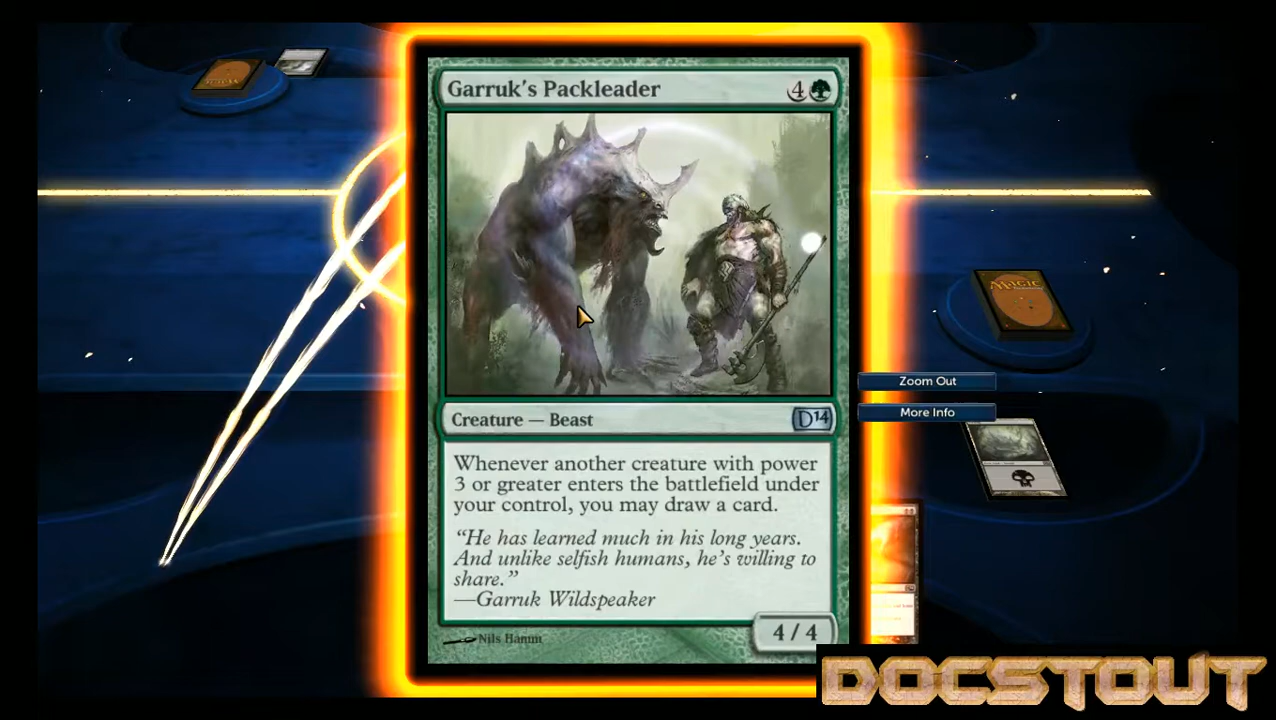 Garruk's Packleader 4
MAGIC
Zoom Out
More Info
Creature — Beast D14
Whenever another creature with power
3 or greater enters the battlefield under
your control, you may draw a card.
"He has learned much in his long years.
And unlike selfish humans, he's willing to
share."
—Garruk Wildspeaker
4/4
Nils Hamm
DOCSTOUT